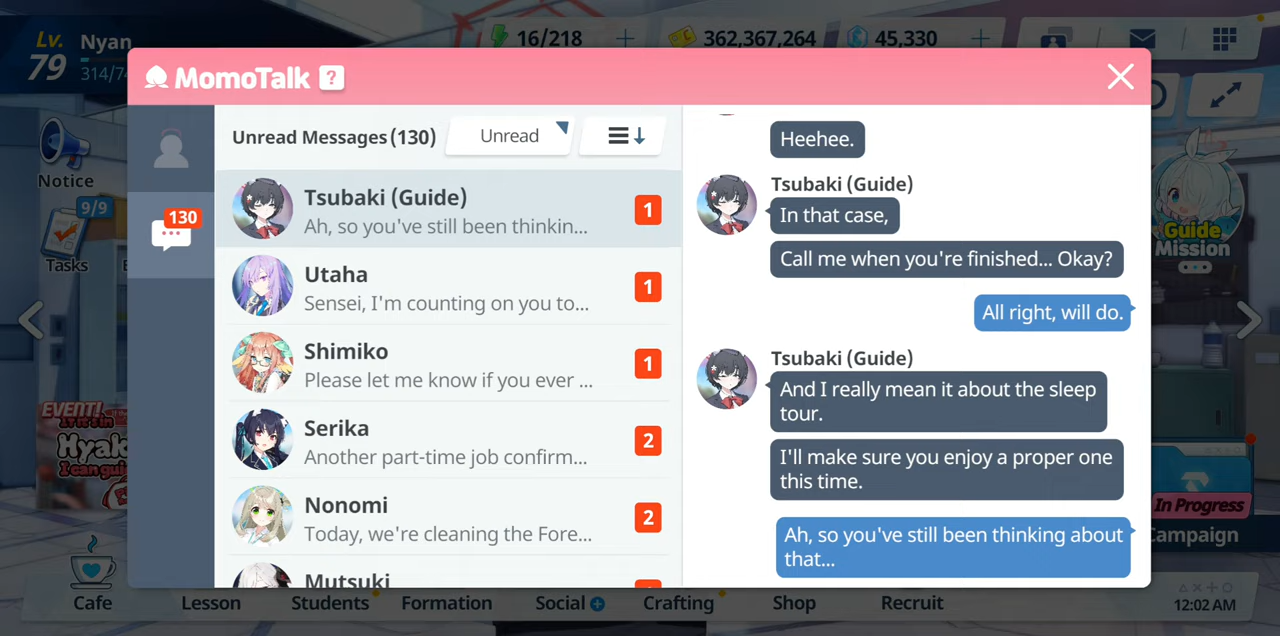 Lv.
79
Nyan
314/74
16/218
362,367,264
45,330
MomoTalk ?
Notice
9/9
Tasks
130
Unread Messages (130)
Unread
Tsubaki (Guide)
Ah, so you've still been thinkin...
1
Utaha
Sensei, I'm counting on you to...
1
Shimiko
Please let me know if you ever ...
1
Serika
Another part-time job confirm...
2
Nonomi
Today, we're cleaning the Fore...
2
Mutsuki
Heehee.
Tsubaki (Guide)
In that case,
Call me when you're finished... Okay?
All right, will do.
Tsubaki (Guide)
And I really mean it about the sleep
tour.
I'll make sure you enjoy a proper one
this time.
Ah, so you've still been thinking about
that...
Guide
Mission
EVENT!
Hyak
I can gui
In Progress
Campaign
Cafe
Lesson
Students
Formation
Social
Crafting
Shop
Recruit
12:02 AM